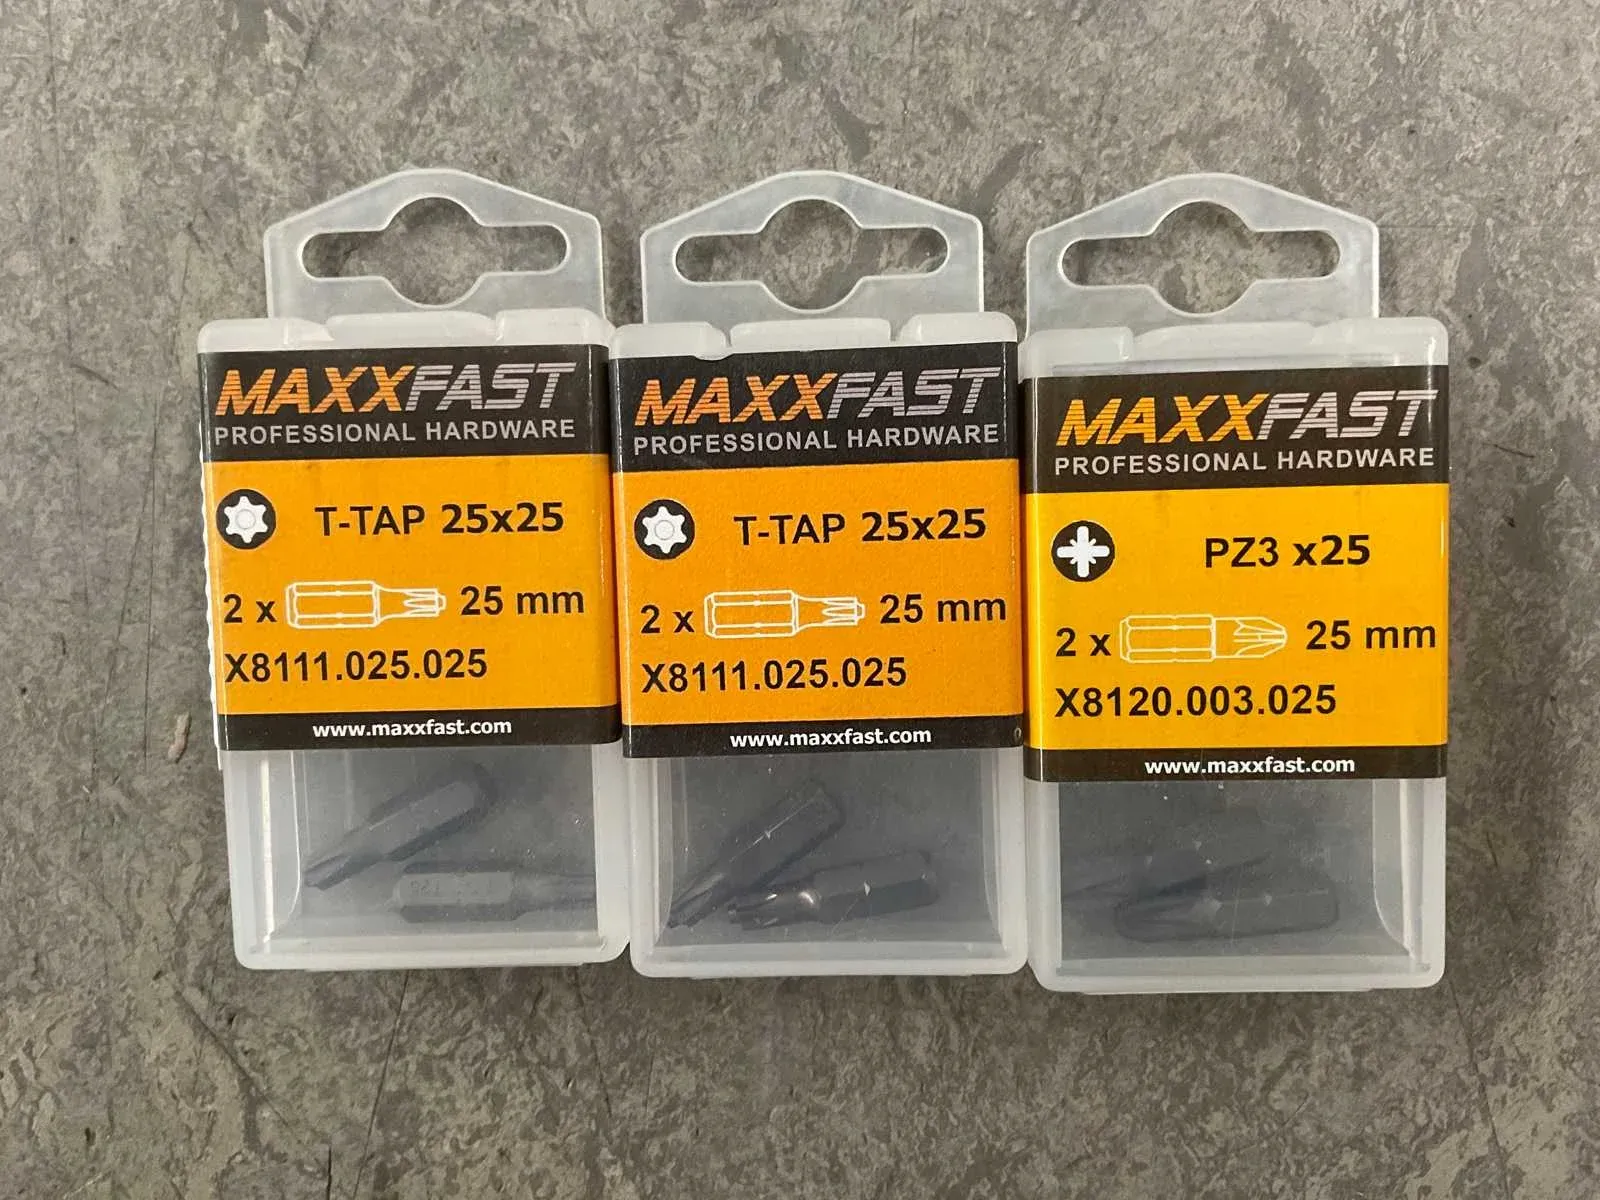 MAXXFAST
PROFESSIONAL HARDWARE
T-TAP 25x25
2 x 25 mm
X8111.025.025
www.maxxfast.com
MAXXFAST
PROFESSIONAL HARDWARE
T-TAP 25x25
2 x 25 mm
X8111.025.025
www.maxxfast.com
MAXXFAST
PROFESSIONAL HARDWARE
PZ3 x25
2 x 25 mm
X8120.003.025
www.maxxfast.com